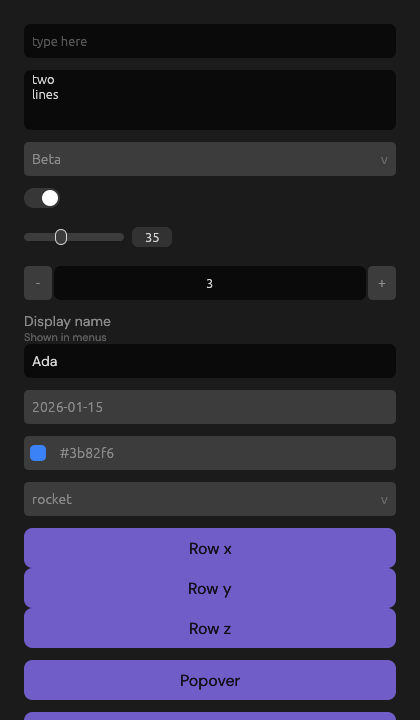 type here
two
lines
Beta v
35
- 3 +
Display name
Shown in menus
Ada
2026-01-15
#3b82f6
rocket v
Row x
Row y
Row z
Popover